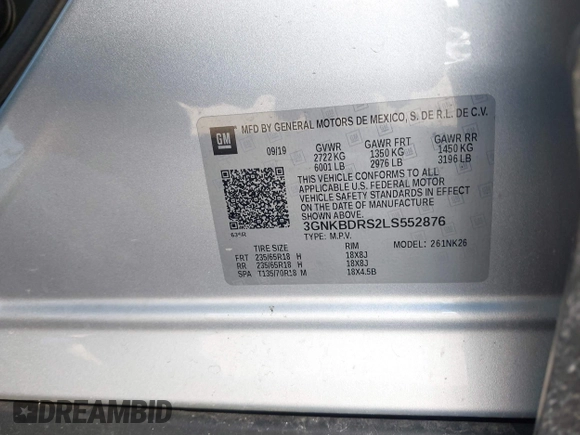 GM
MFD BY GENERAL MOTORS DE MEXICO, S. DE R.L. DE C.V.
09/19
GVWR GAWR FRT GAWR RR
2722 KG 1350 KG 1450 KG
6001 LB 2976 LB 3196 LB
THIS VEHICLE CONFORMS TO ALL
APPLICABLE U.S. FEDERAL MOTOR
VEHICLE SAFETY STANDARDS IN EFFECT
ON THE DATE OF MANUFACTURE SHOWN ABOVE.
3GNKBDRS2LS552876
TYPE: M.P.V.
TIRE SIZE RIM MODEL: 261NK26
FRT 235/65R18 H 18X8J
RR 235/65R18 H 18X8J
SPA T135/70R18 M 18X4.5B
DREAMBID